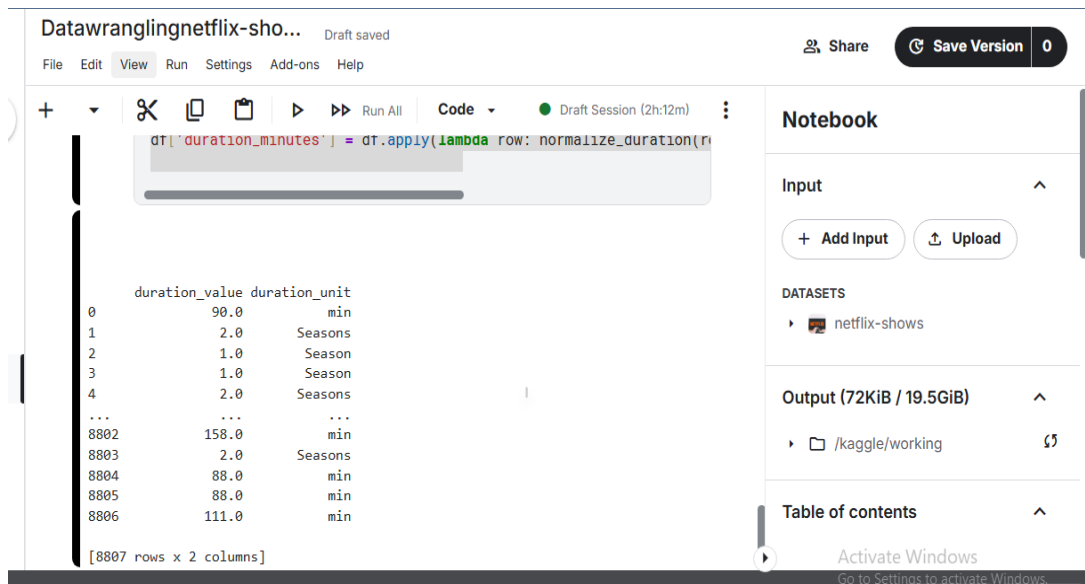 Datawranglingnetflix-sho... Draft saved
File Edit View Run Settings Add-ons Help
Share
Save Version 0
Run All Code Draft Session (2h:12m)
df['duration_minutes'] = df.apply(lambda row: normalize_duration(r
duration_value duration_unit
0 90.0 min
1 2.0 Seasons
2 1.0 Season
3 1.0 Season
4 2.0 Seasons
... ... ...
8802 158.0 min
8803 2.0 Seasons
8804 88.0 min
8805 88.0 min
8806 111.0 min
[8807 rows x 2 columns]
Notebook
Input
+ Add Input Upload
DATASETS
netflix-shows
Output (72KiB / 19.5GiB)
/kaggle/working
Table of contents
Activate Windows
Go to Settings to activate Windows.